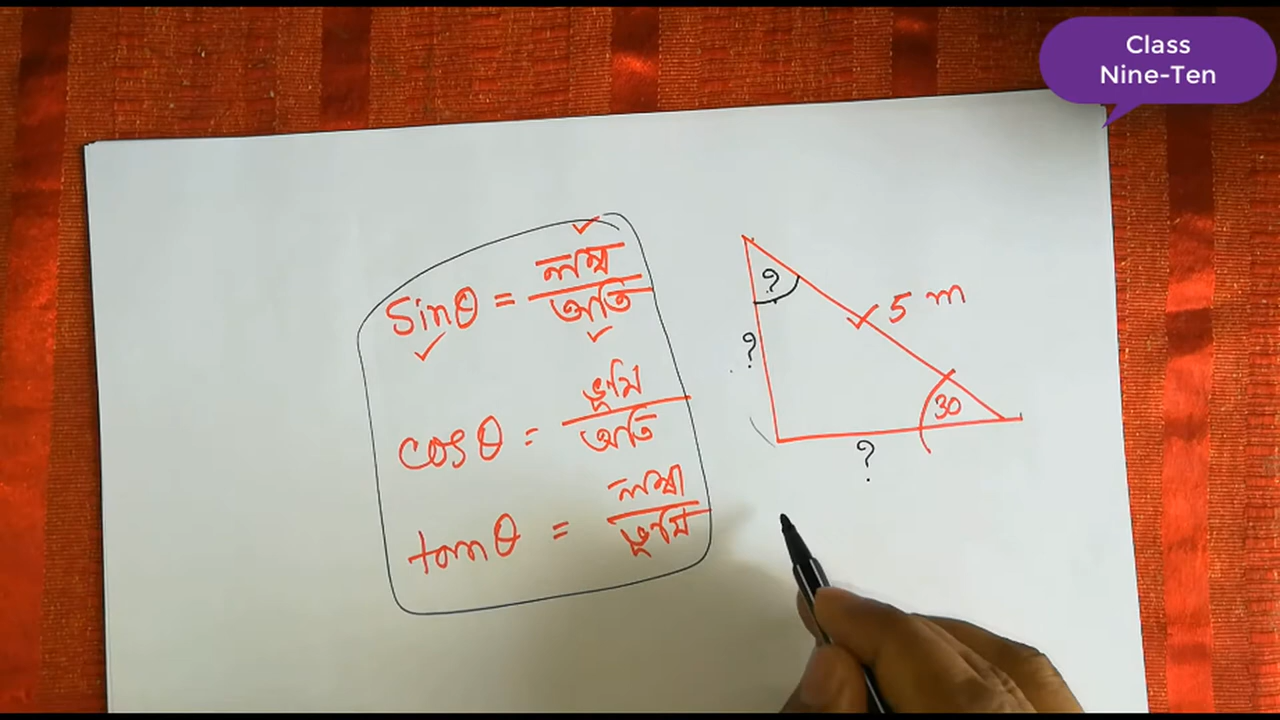 Class
Nine-Ten
sinθ = লম্ব / অতি
cosθ = ভূমি / অতি
tanθ = লম্ব / ভূমি
?
5 m
?
30
?